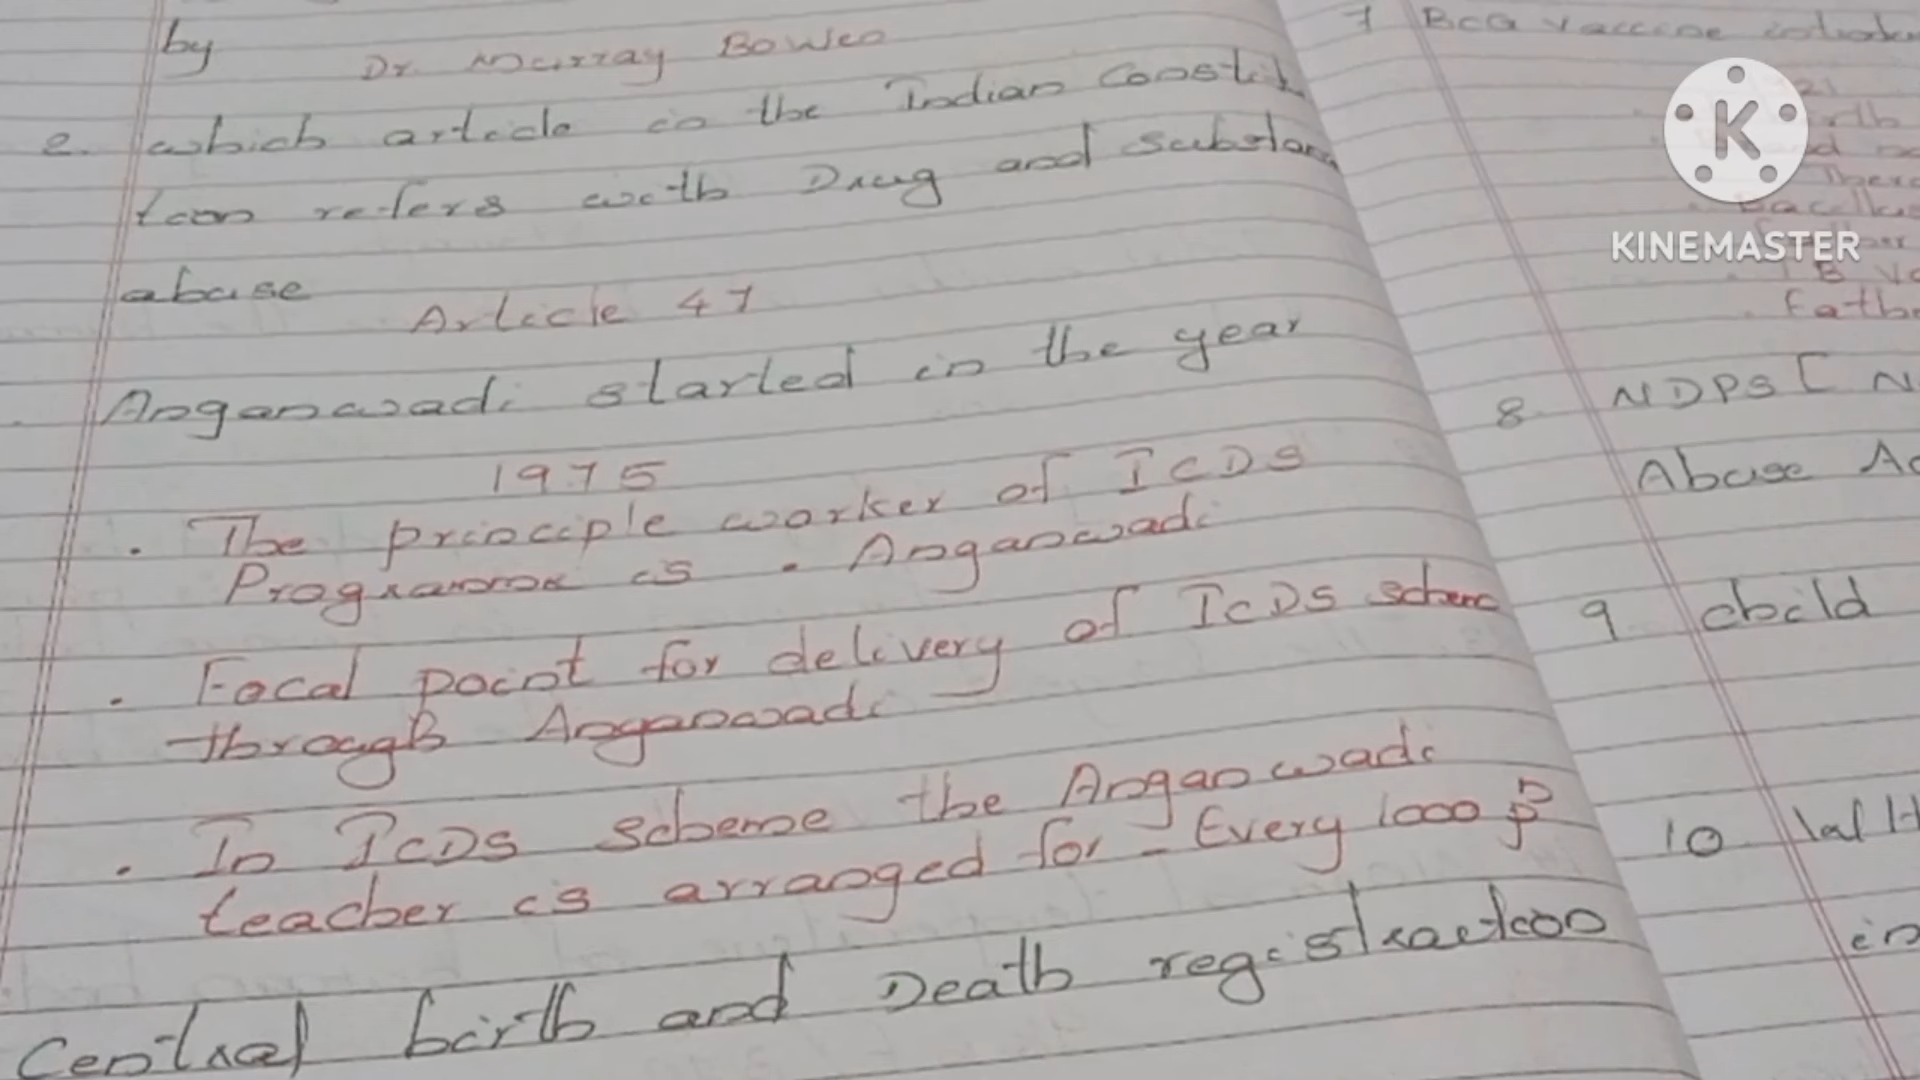 by
Dr. Murray Bowen
2. which article in the Indian Constitu
tion refers with Drug and substance
abuse
Article 47
Anganwadi started in the year
1975
. The principle worker of ICDS
Programme is - Anganwadi
. Focal point for delivery of ICDS scheme
through Anganwadi
. In ICDS scheme the Anganwadi
teacher is arranged for - Every 1000 P
Central birth and Death registration
7 BCG vaccine
8 NDPS [ N
Abuse Ac
9 child
10 lal H
in
KINEMASTER